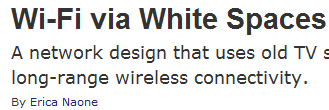 Wi-Fi via White Spaces
A network design that uses old TV
long-range wireless connectivity.
By Erica Naone